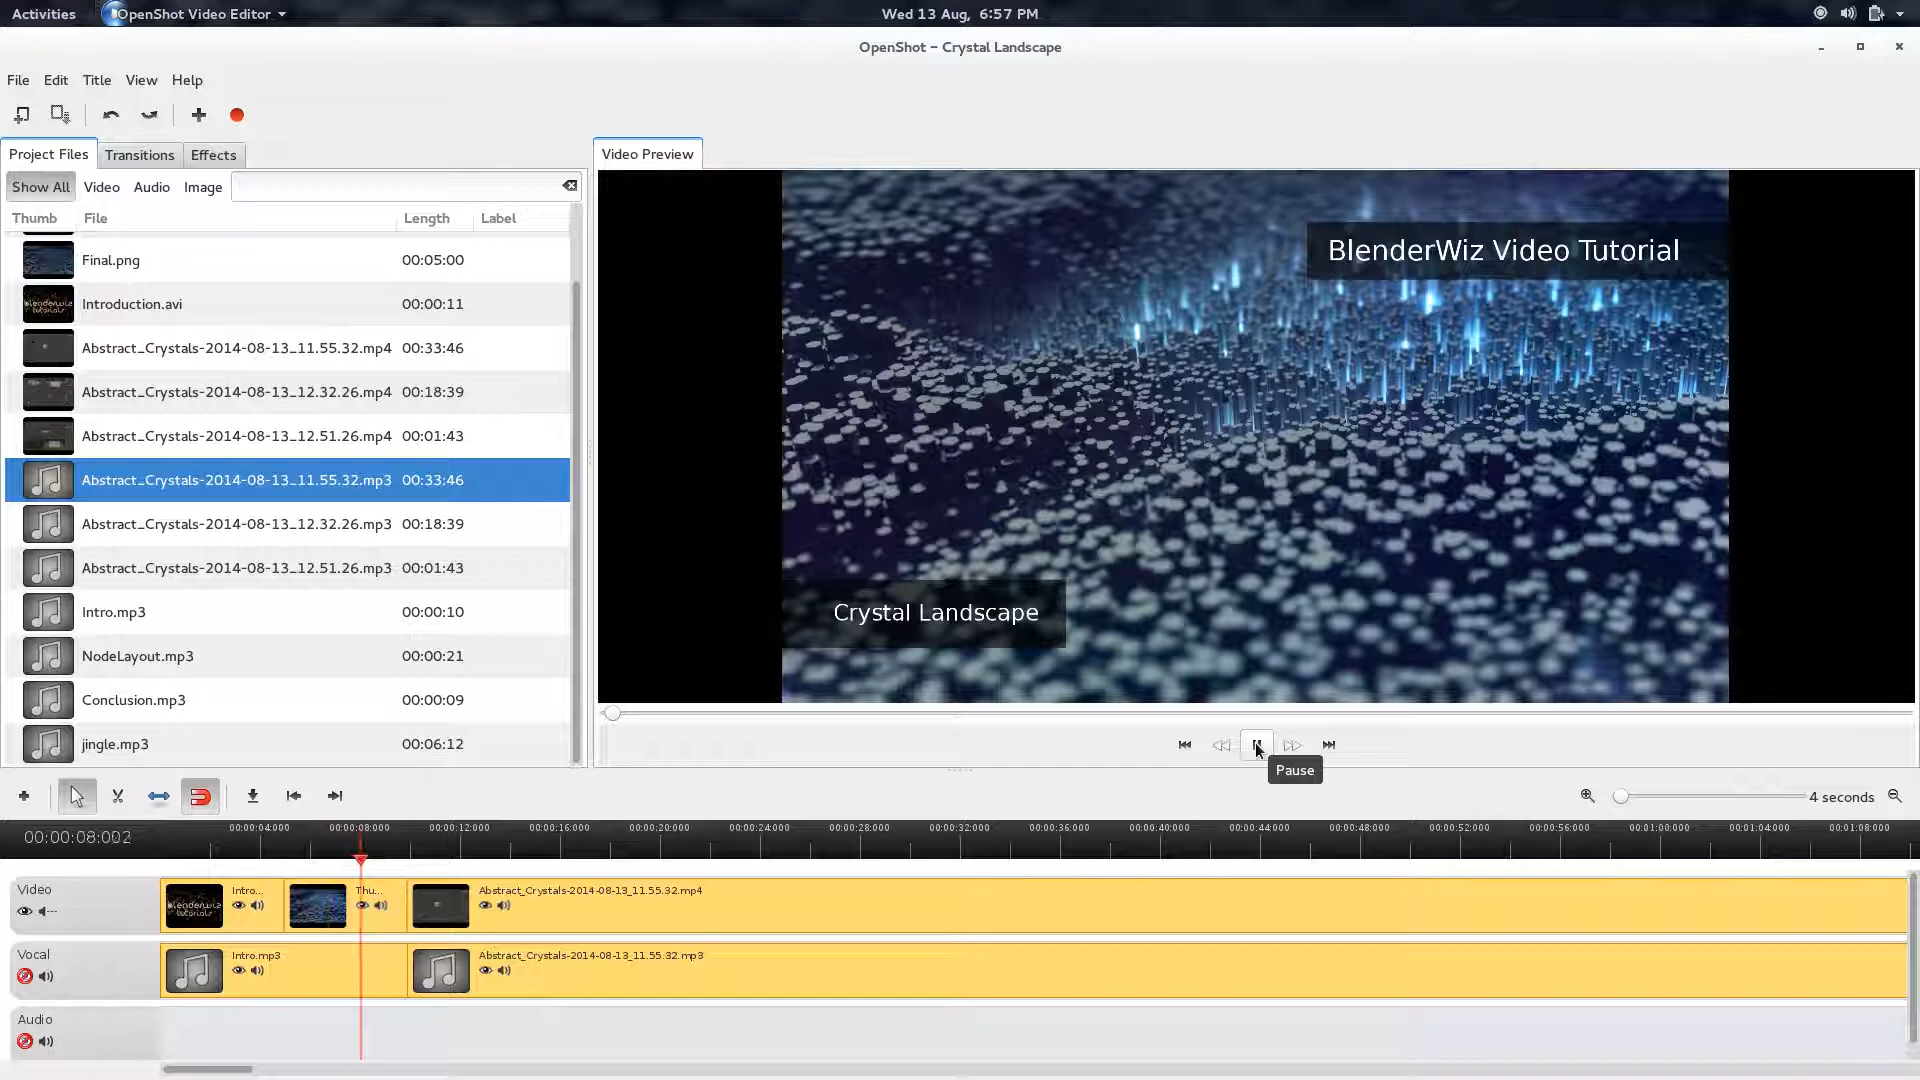 Activities OpenShot Video Editor Wed 13 Aug, 6:57 PM
OpenShot – Crystal Landscape
File Edit Title View Help
Project Files Transitions Effects Video Preview
Show All Video Audio Image
Thumb File Length Label
Final.png 00:05:00
Introduction.avi 00:00:11
Abstract_Crystals-2014-08-13_11.55.32.mp4 00:33:46
Abstract_Crystals-2014-08-13_12.32.26.mp4 00:18:39
Abstract_Crystals-2014-08-13_12.51.26.mp4 00:01:43
Abstract_Crystals-2014-08-13_11.55.32.mp3 00:33:46
Abstract_Crystals-2014-08-13_12.32.26.mp3 00:18:39
Abstract_Crystals-2014-08-13_12.51.26.mp3 00:01:43
Intro.mp3 00:00:10
NodeLayout.mp3 00:00:21
Conclusion.mp3 00:00:09
jingle.mp3 00:06:12
BlenderWiz Video Tutorial
Crystal Landscape
Pause
4 seconds
00:00:08:002
00:00:04:000 00:00:08:000 00:00:12:000 00:00:16:000 00:00:20:000 00:00:24:000 00:00:28:000 00:00:32:000 00:00:36:000 00:00:40:000 00:00:44:000 00:00:48:000 00:00:52:000 00:00:56:000 00:01:00:000 00:01:04:000 00:01:08:000
Video blenderwiz tutorials Intro... Thu... Abstract_Crystals-2014-08-13_11.55.32.mp4
Vocal Intro.mp3 Abstract_Crystals-2014-08-13_11.55.32.mp3
Audio